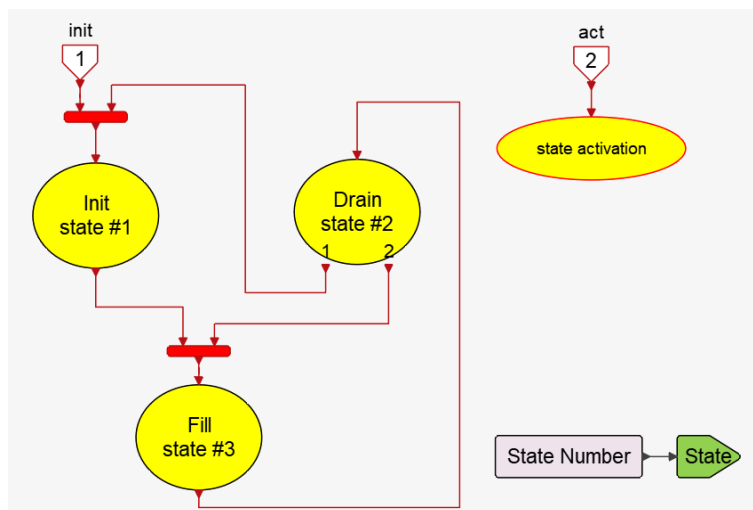 init
1
act
2
state activation
Init
state #1
Drain
state #2
1 2
Fill
state #3
State Number
State